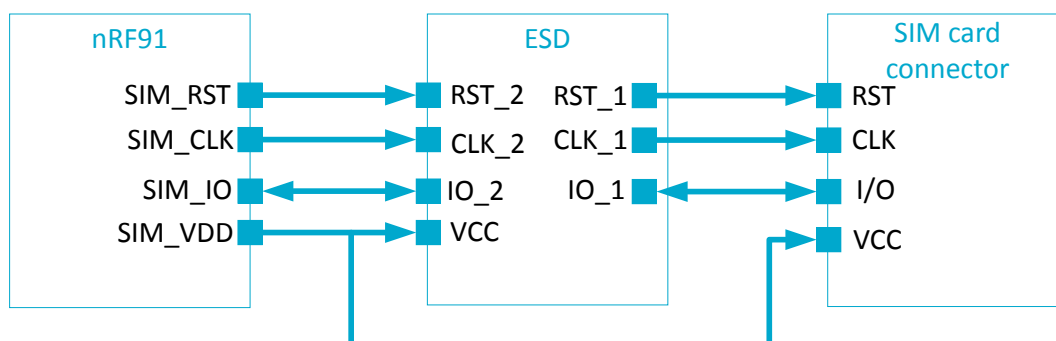 nRF91
SIM_RST
SIM_CLK
SIM_IO
SIM_VDD
ESD
RST_2
CLK_2
IO_2
VCC
RST_1
CLK_1
IO_1
SIM card
connector
RST
CLK
I/O
VCC